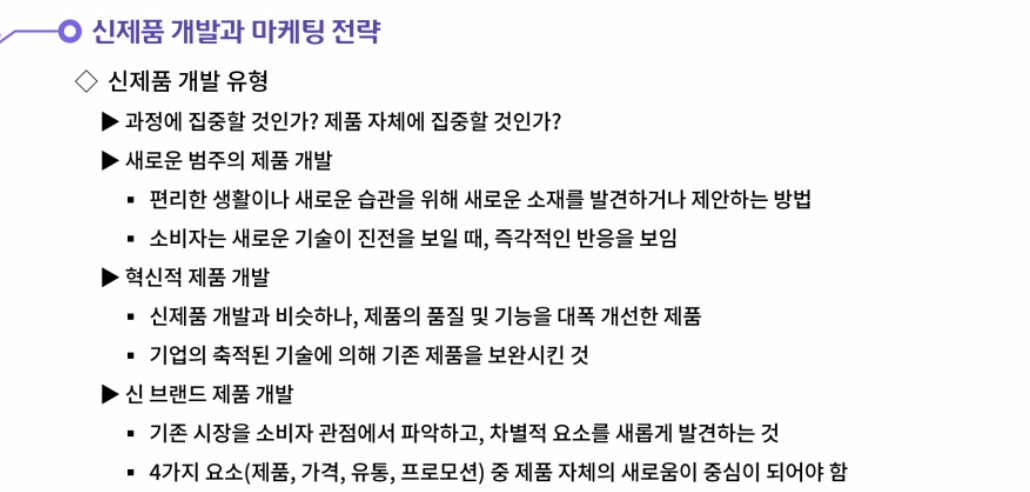 신제품 개발과 마케팅 전략
◇ 신제품 개발 유형
▶ 과정에 집중할 것인가? 제품 자체에 집중할 것인가?
▶ 새로운 범주의 제품 개발
▪ 편리한 생활이나 새로운 습관을 위해 새로운 소재를 발견하거나 제안하는 방법
▪ 소비자는 새로운 기술이 진전을 보일 때, 즉각적인 반응을 보임
▶ 혁신적 제품 개발
▪ 신제품 개발과 비슷하나, 제품의 품질 및 기능을 대폭 개선한 제품
▪ 기업의 축적된 기술에 의해 기존 제품을 보완시킨 것
▶ 신 브랜드 제품 개발
▪ 기존 시장을 소비자 관점에서 파악하고, 차별적 요소를 새롭게 발견하는 것
▪ 4가지 요소(제품, 가격, 유통, 프로모션) 중 제품 자체의 새로움이 중심이 되어야 함